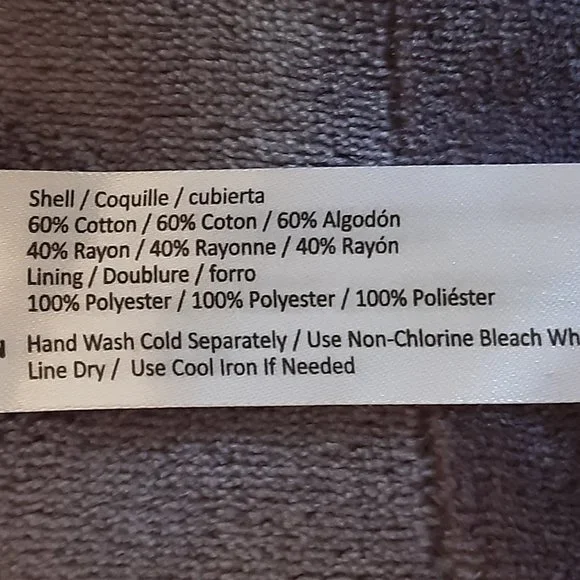 Shell / Coquille / cubierta
60% Cotton / 60% Coton / 60% Algodón
40% Rayon / 40% Rayonne / 40% Rayón
Lining / Doublure / forro
100% Polyester / 100% Polyester / 100% Poliéster
Hand Wash Cold Separately / Use Non-Chlorine Bleach Wh
Line Dry / Use Cool Iron If Needed